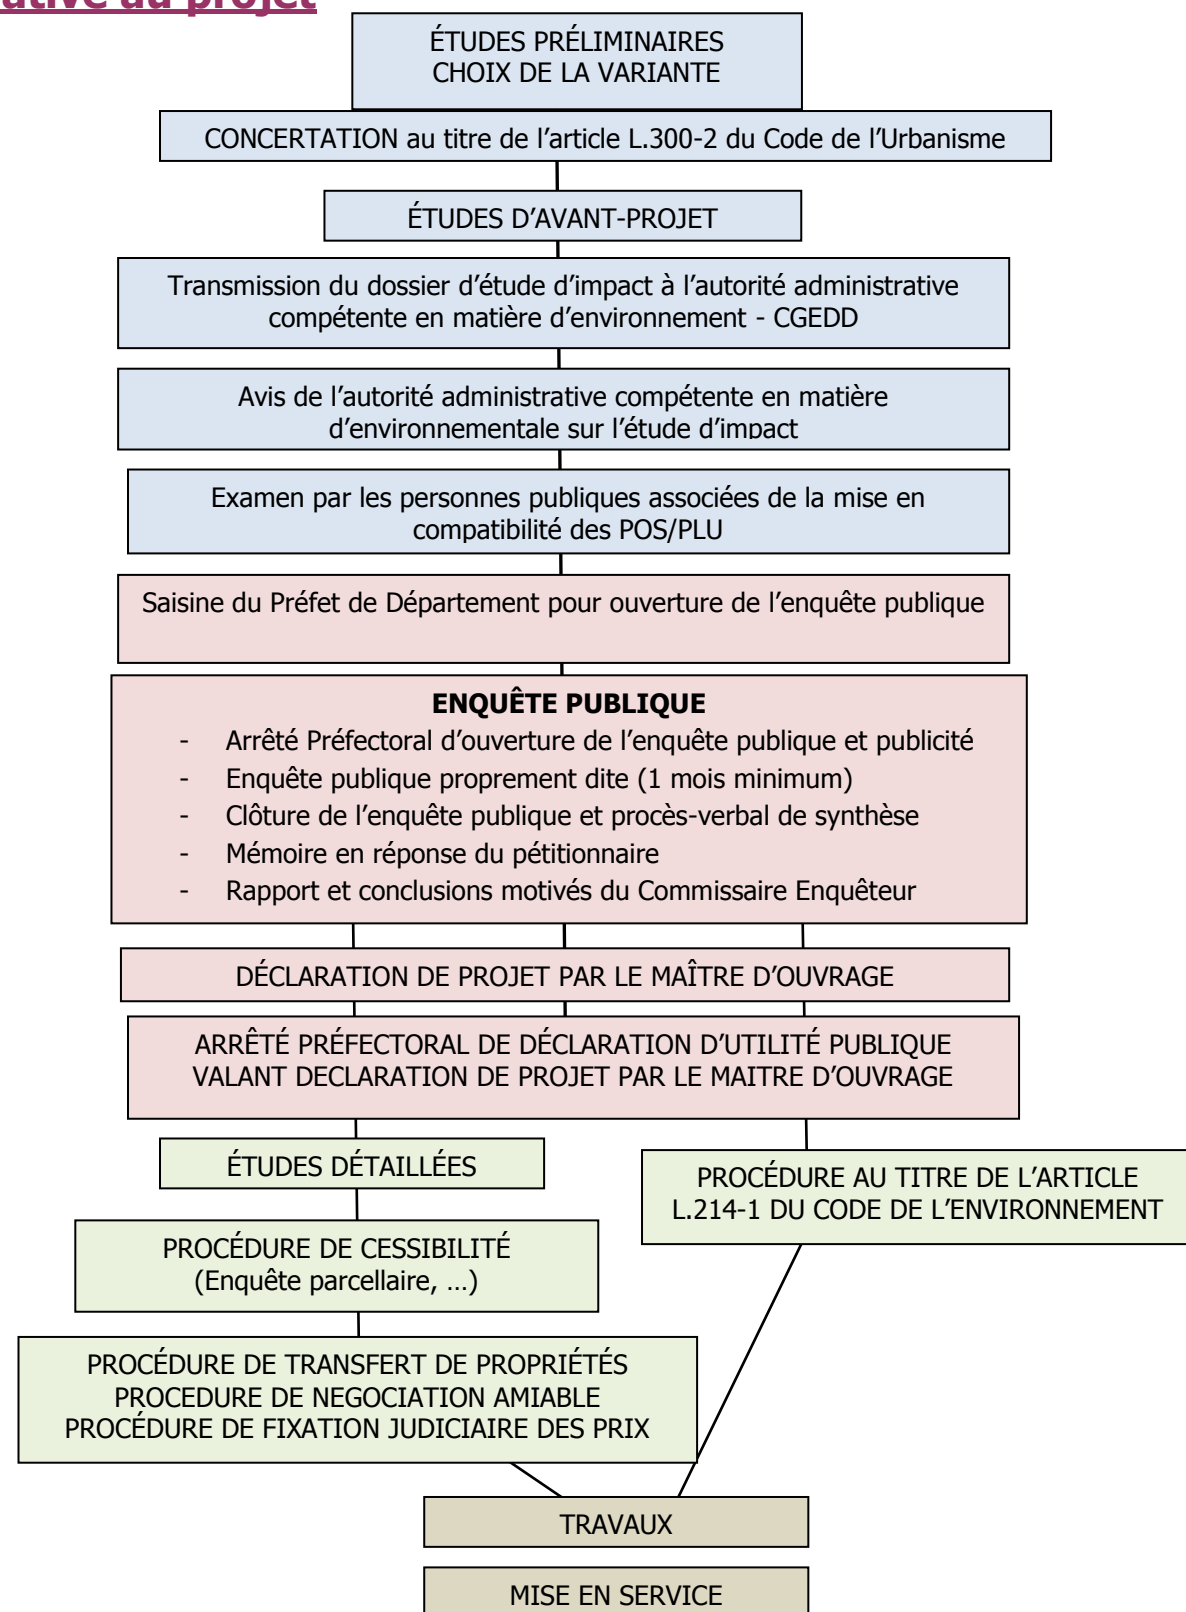 ative au projet
ÉTUDES PRÉLIMINAIRES
CHOIX DE LA VARIANTE
CONCERTATION au titre de l’article L.300-2 du Code de l’Urbanisme
ÉTUDES D’AVANT-PROJET
Transmission du dossier d’étude d’impact à l’autorité administrative
compétente en matière d’environnement - CGEDD
Avis de l’autorité administrative compétente en matière
d’environnementale sur l’étude d’impact
Examen par les personnes publiques associées de la mise en
compatibilité des POS/PLU
Saisine du Préfet de Département pour ouverture de l’enquête publique
ENQUÊTE PUBLIQUE
- Arrêté Préfectoral d’ouverture de l’enquête publique et publicité
- Enquête publique proprement dite (1 mois minimum)
- Clôture de l’enquête publique et procès-verbal de synthèse
- Mémoire en réponse du pétitionnaire
- Rapport et conclusions motivés du Commissaire Enquêteur
DÉCLARATION DE PROJET PAR LE MAÎTRE D’OUVRAGE
ARRÊTÉ PRÉFECTORAL DE DÉCLARATION D’UTILITÉ PUBLIQUE
VALANT DECLARATION DE PROJET PAR LE MAITRE D’OUVRAGE
ÉTUDES DÉTAILLÉES
PROCÉDURE AU TITRE DE L’ARTICLE
L.214-1 DU CODE DE L’ENVIRONNEMENT
PROCÉDURE DE CESSIBILITÉ
(Enquête parcellaire, …)
PROCÉDURE DE TRANSFERT DE PROPRIÉTÉS
PROCEDURE DE NEGOCIATION AMIABLE
PROCÉDURE DE FIXATION JUDICIAIRE DES PRIX
TRAVAUX
MISE EN SERVICE